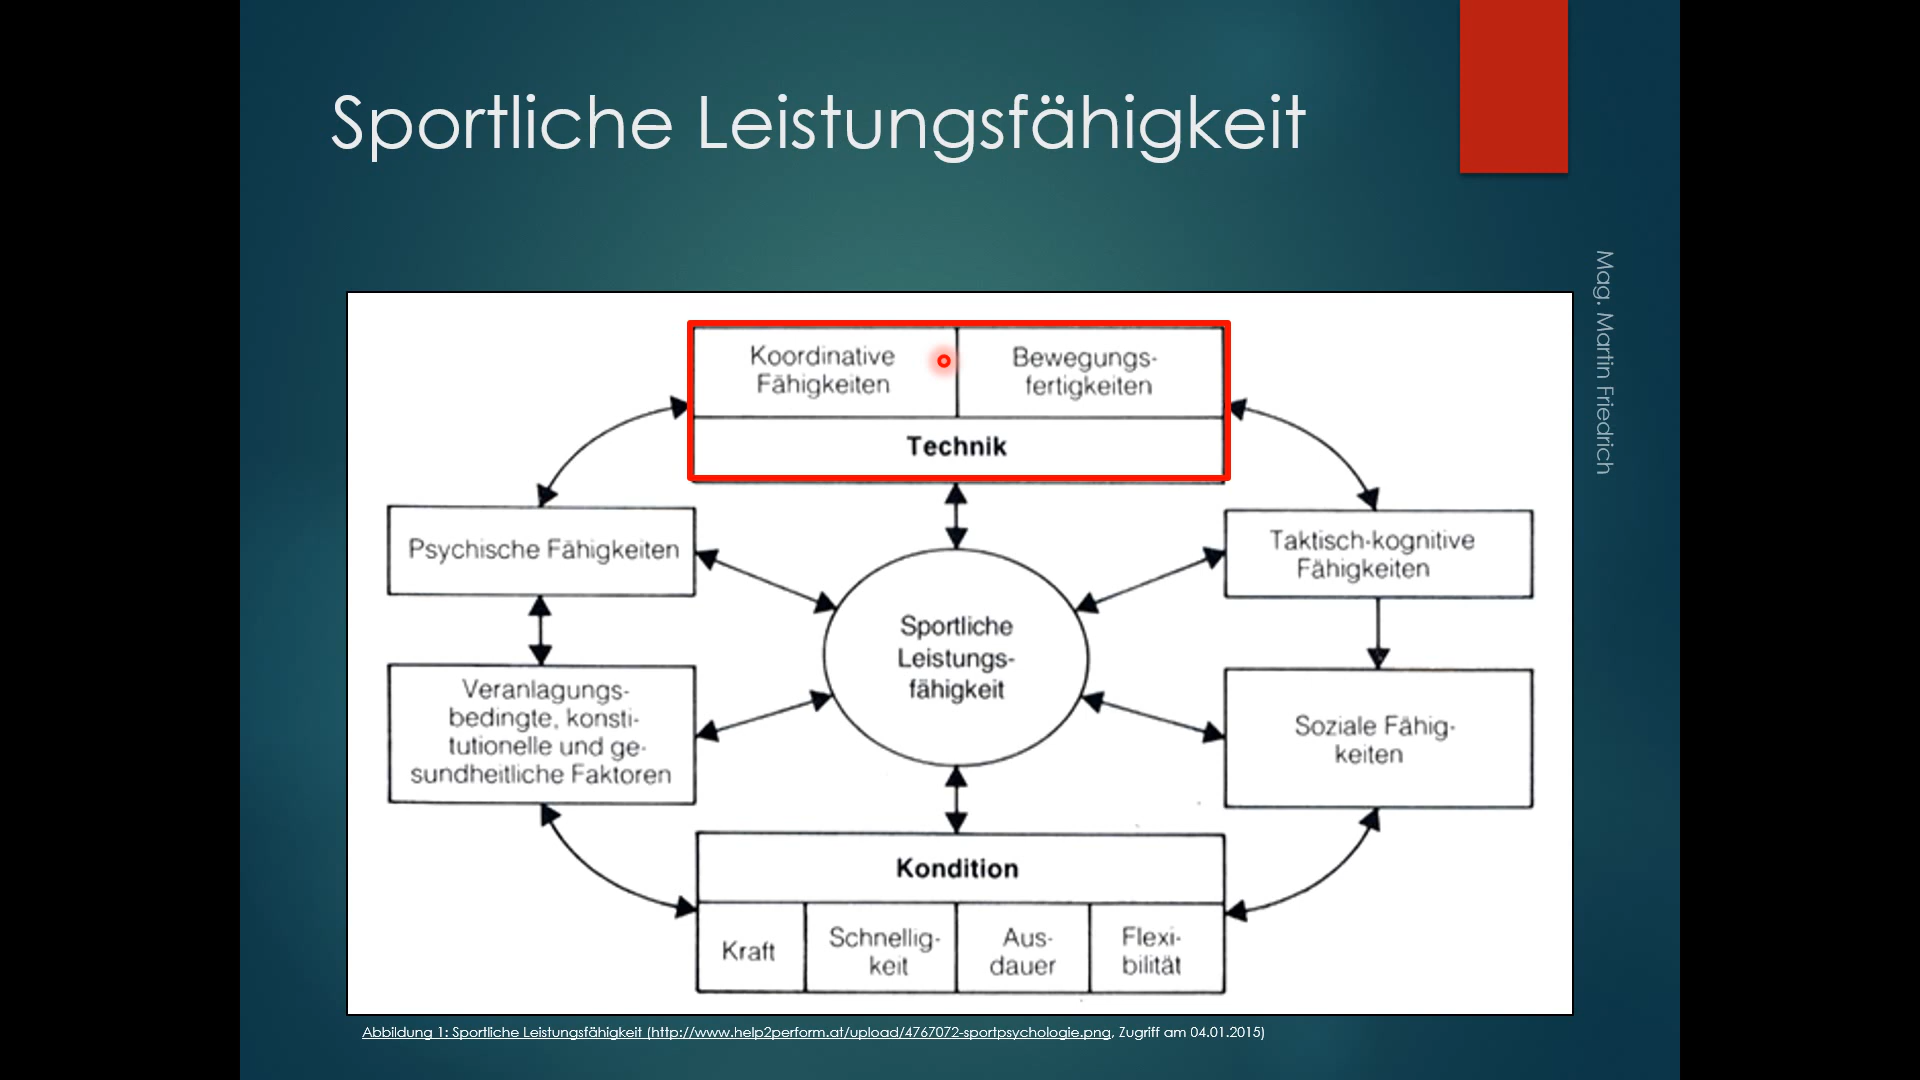 Sportliche Leistungsfähigkeit
Mag. Martin Friedrich
Koordinative
Fähigkeiten
Bewegungs-
fertigkeiten
Technik
Psychische Fähigkeiten
Taktisch-kognitive
Fähigkeiten
Sportliche
Leistungs-
fähigkeit
Veranlagungs-
bedingte, konsti-
tutionelle und ge-
sundheitliche Faktoren
Soziale Fähig-
keiten
Kondition
Kraft
Schnellig-
keit
Aus-
dauer
Flexi-
bilität
Abbildung 1: Sportliche Leistungsfähigkeit (http://www.help2perform.at/upload/4767072-sportpsychologie.png, Zugriff am 04.01.2015)